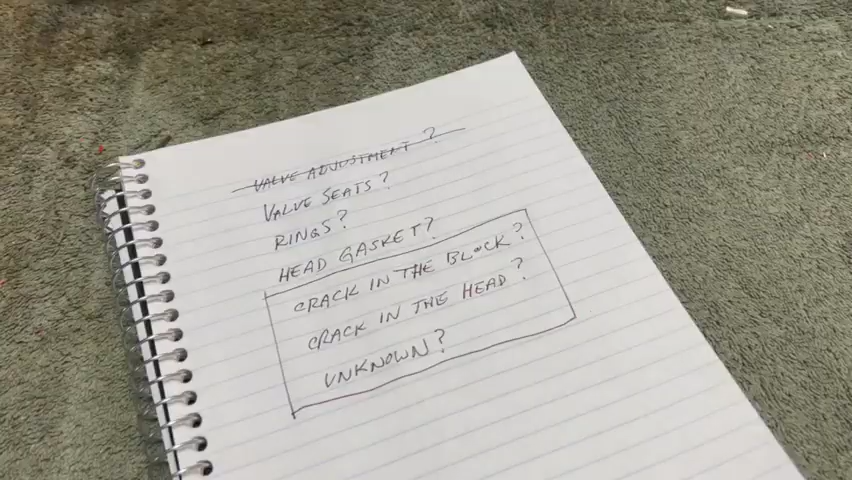 VALVE ADJUSTMENT?
VALVE SEATS?
RINGS?
HEAD GASKET?
CRACK IN THE BLOCK?
CRACK IN THE HEAD?
UNKNOWN?